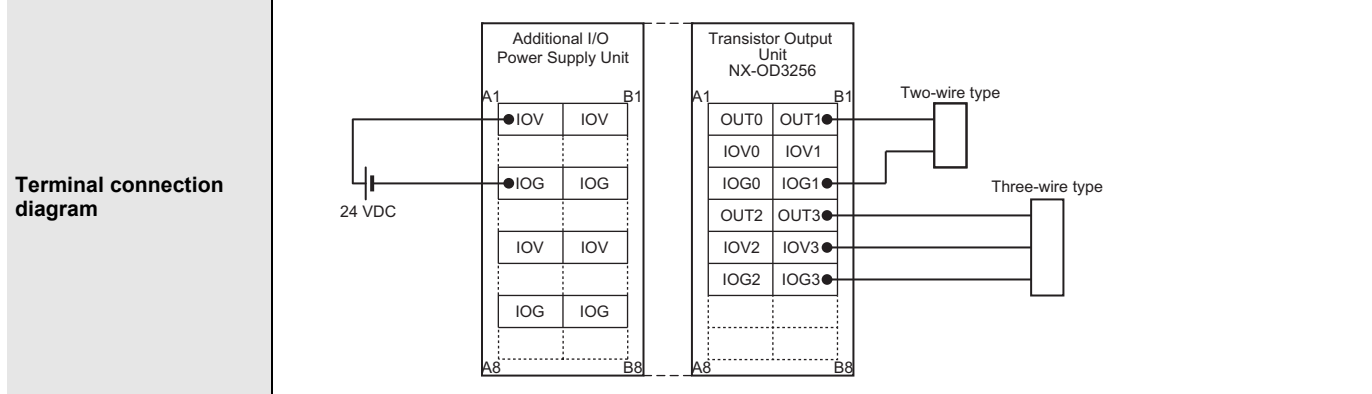 Terminal connection
diagram
Additional I/O
Power Supply Unit
A1 B1
IOV IOV
IOG IOG
IOV IOV
IOG IOG
A8 B8
24 VDC
Transistor Output
Unit
NX-OD3256
A1 B1
OUT0 OUT1
IOV0 IOV1
IOG0 IOG1
OUT2 OUT3
IOV2 IOV3
IOG2 IOG3
A8 B8
Two-wire type
Three-wire type